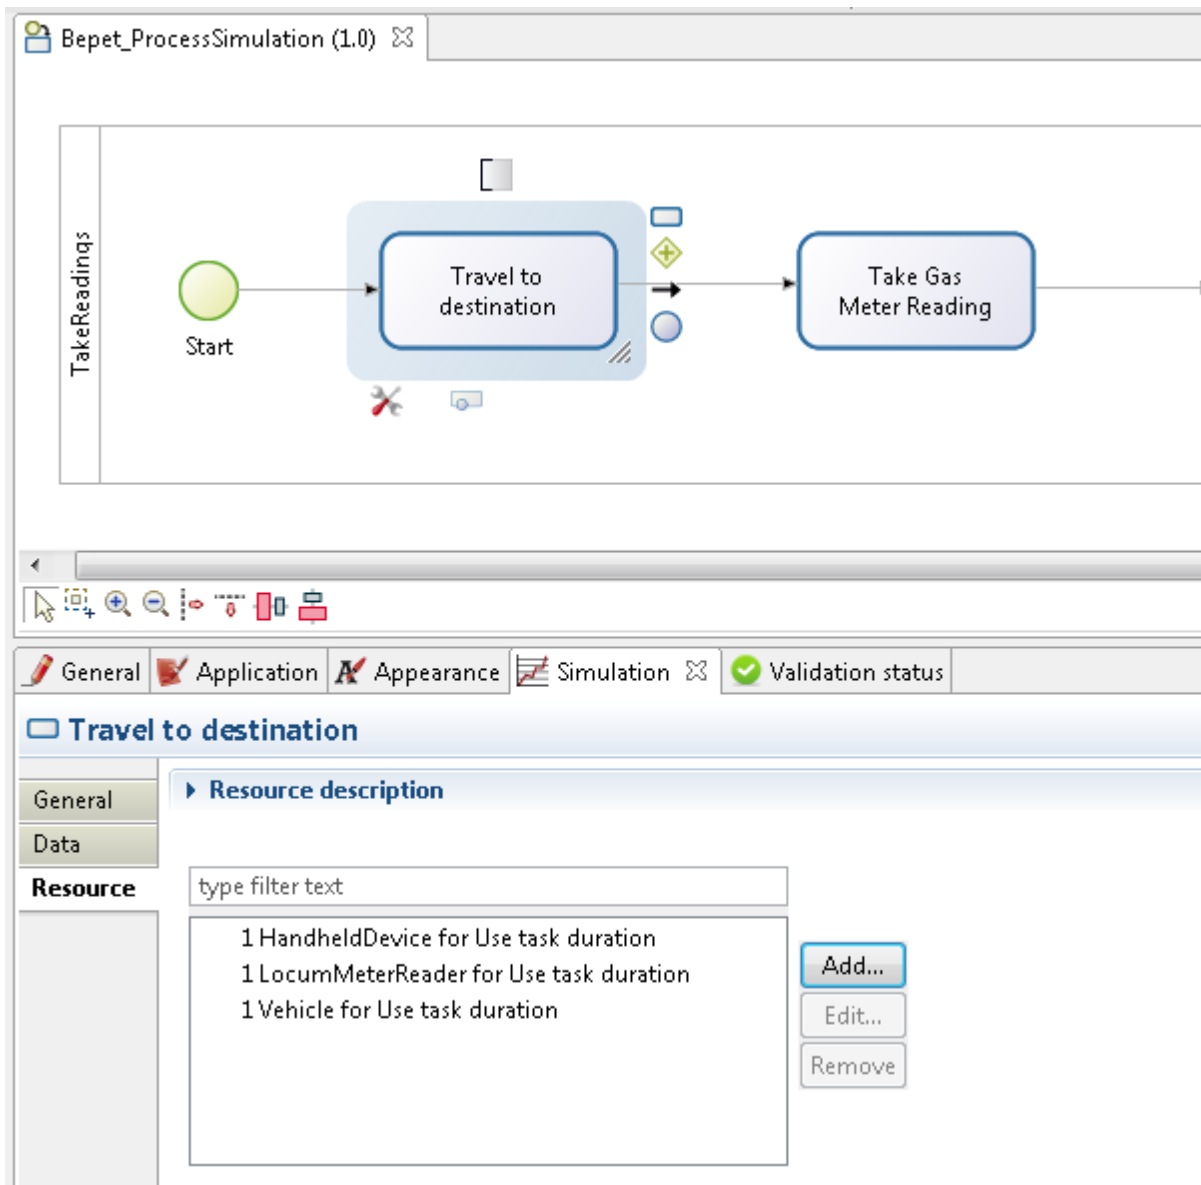 Bepet_ProcessSimulation (1.0)
TakeReadings
Start
Travel to
destination
Take Gas
Meter Reading
General
Application
Appearance
Simulation
Validation status
Travel to destination
General
Data
Resource
Resource description
type filter text
1 HandheldDevice for Use task duration
1 LocumMeterReader for Use task duration
1 Vehicle for Use task duration
Add...
Edit...
Remove